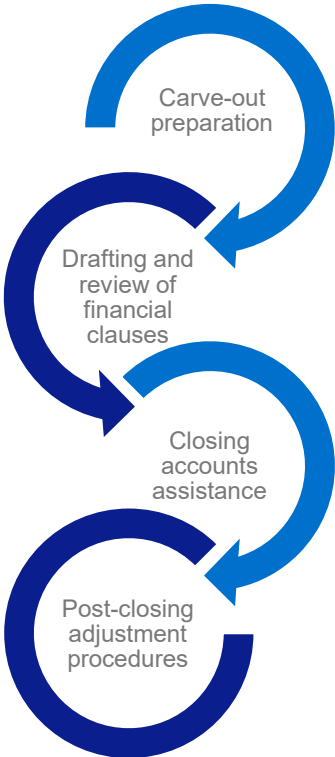 Carve-out
preparation
Drafting and
review of
financial
clauses
Closing
accounts
assistance
Post-closing
adjustment
procedures